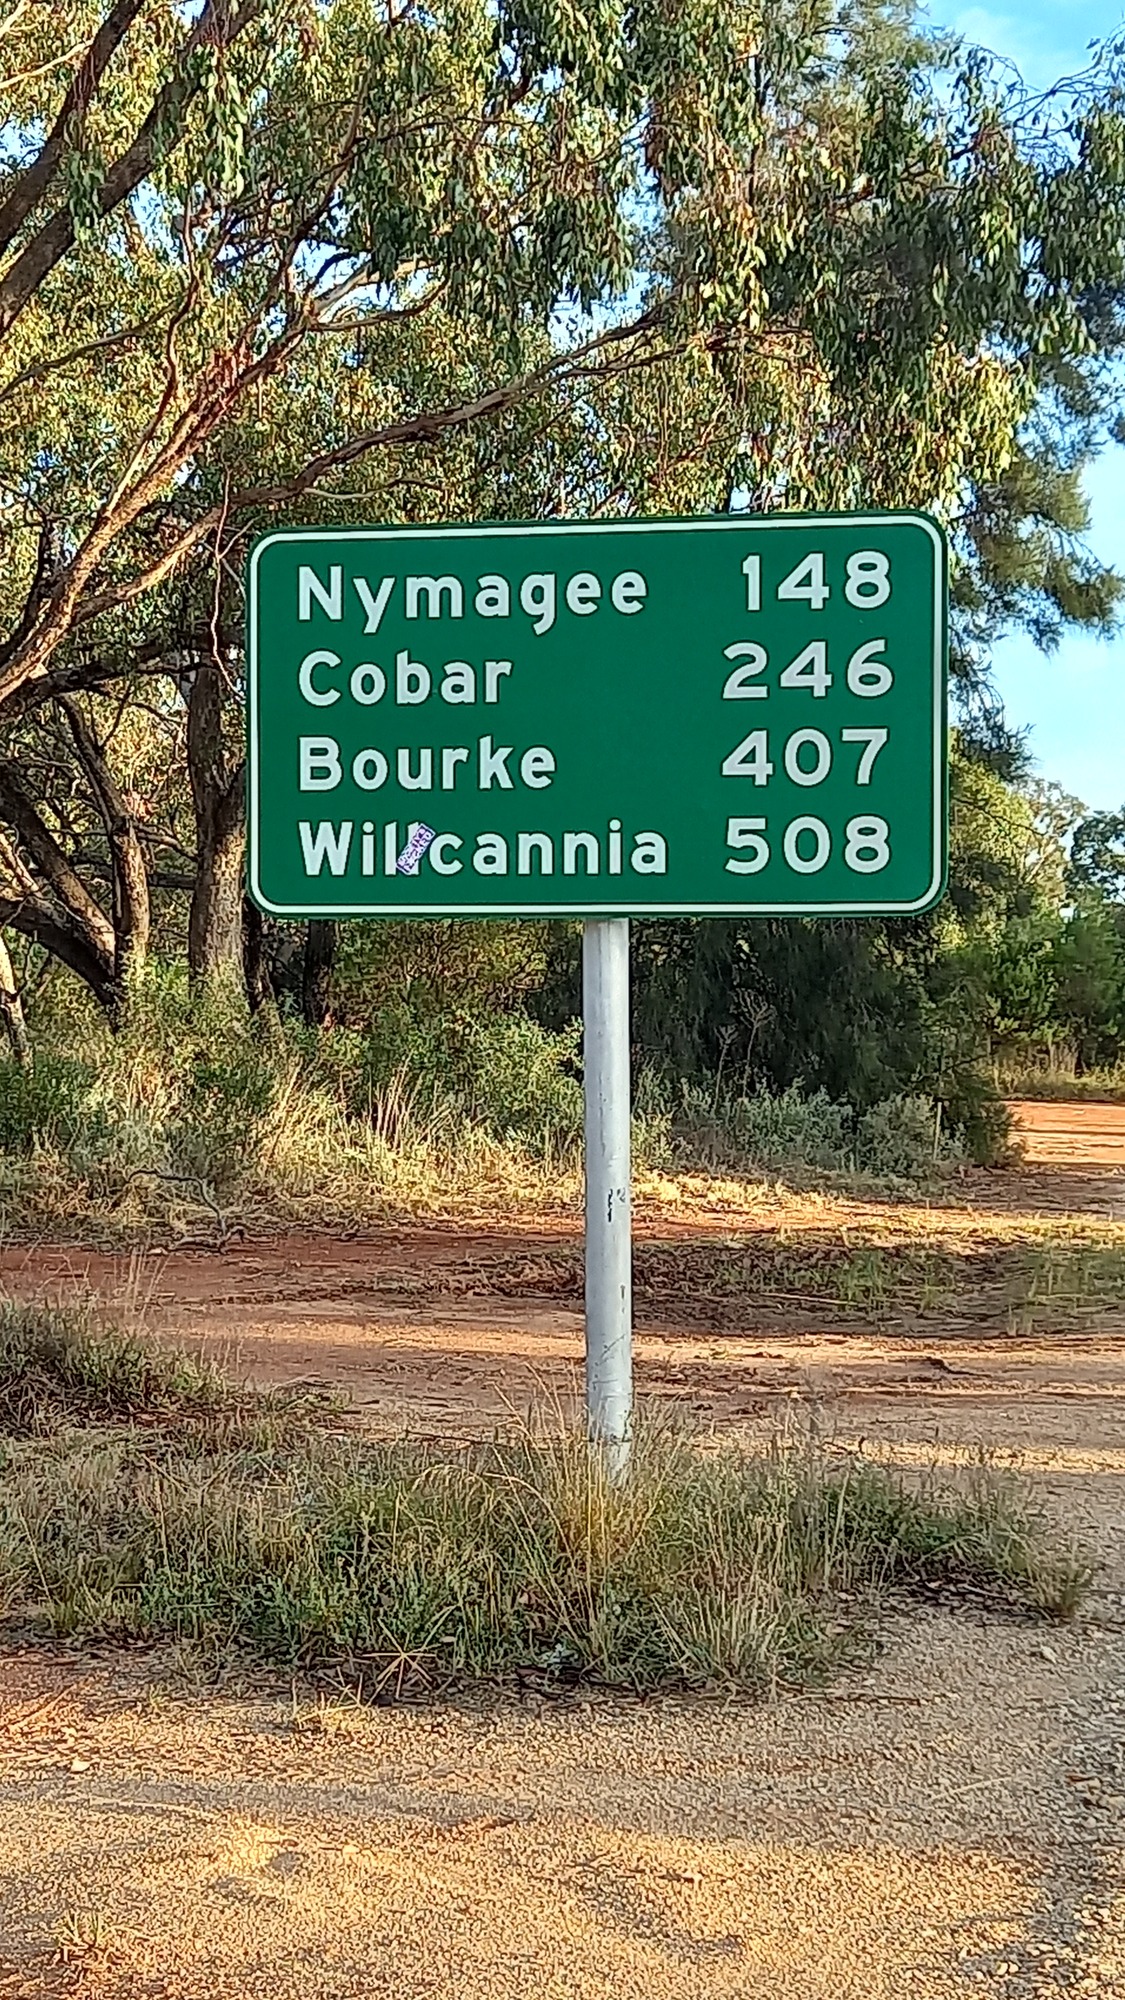 Nymagee 148
Cobar 246
Bourke 407
Wilcannia 508